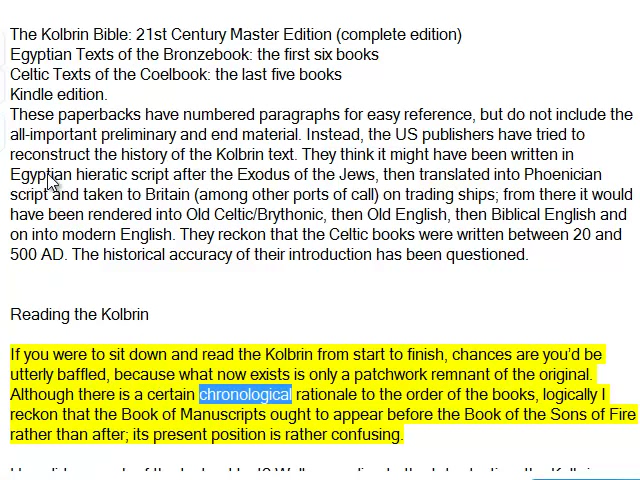 The Kolbrin Bible: 21st Century Master Edition (complete edition)
Egyptian Texts of the Bronzebook: the first six books
Celtic Texts of the Coelbook: the last five books
Kindle edition.
These paperbacks have numbered paragraphs for easy reference, but do not include the
all-important preliminary and end material. Instead, the US publishers have tried to
reconstruct the history of the Kolbrin text. They think it might have been written in
Egyptian hieratic script after the Exodus of the Jews, then translated into Phoenician
script and taken to Britain (among other ports of call) on trading ships; from there it would
have been rendered into Old Celtic/Brythonic, then Old English, then Biblical English and
on into modern English. They reckon that the Celtic books were written between 20 and
500 AD. The historical accuracy of their introduction has been questioned.
Reading the Kolbrin
If you were to sit down and read the Kolbrin from start to finish, chances are you'd be
utterly baffled, because what now exists is only a patchwork remnant of the original.
Although there is a certain chronological rationale to the order of the books, logically I
reckon that the Book of Manuscripts ought to appear before the Book of the Sons of Fire
rather than after; its present position is rather confusing.